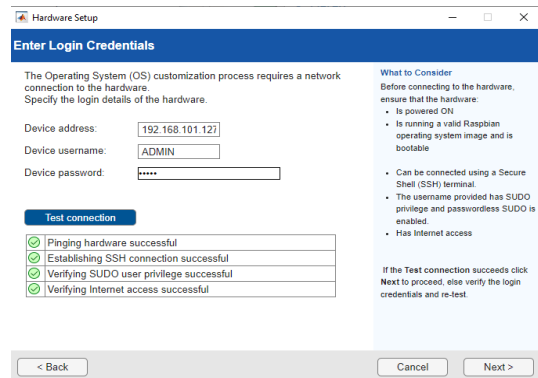 Hardware Setup
Enter Login Credentials
The Operating System (OS) customization process requires a network
connection to the hardware.
Specify the login details of the hardware.
Device address: 192.168.101.127
Device username: ADMIN
Device password: •••••
Test connection
Pinging hardware successful
Establishing SSH connection successful
Verifying SUDO user privilege successful
Verifying Internet access successful
What to Consider
Before connecting to the hardware,
ensure that the hardware:
• Is powered ON
• Is running a valid Raspbian
operating system image and is
bootable
• Can be connected using a Secure
Shell (SSH) terminal.
• The username provided has SUDO
privilege and passwordless SUDO is
enabled.
• Has Internet access
If the Test connection succeeds click
Next to proceed, else verify the login
credentials and re-test.
< Back
Cancel
Next >